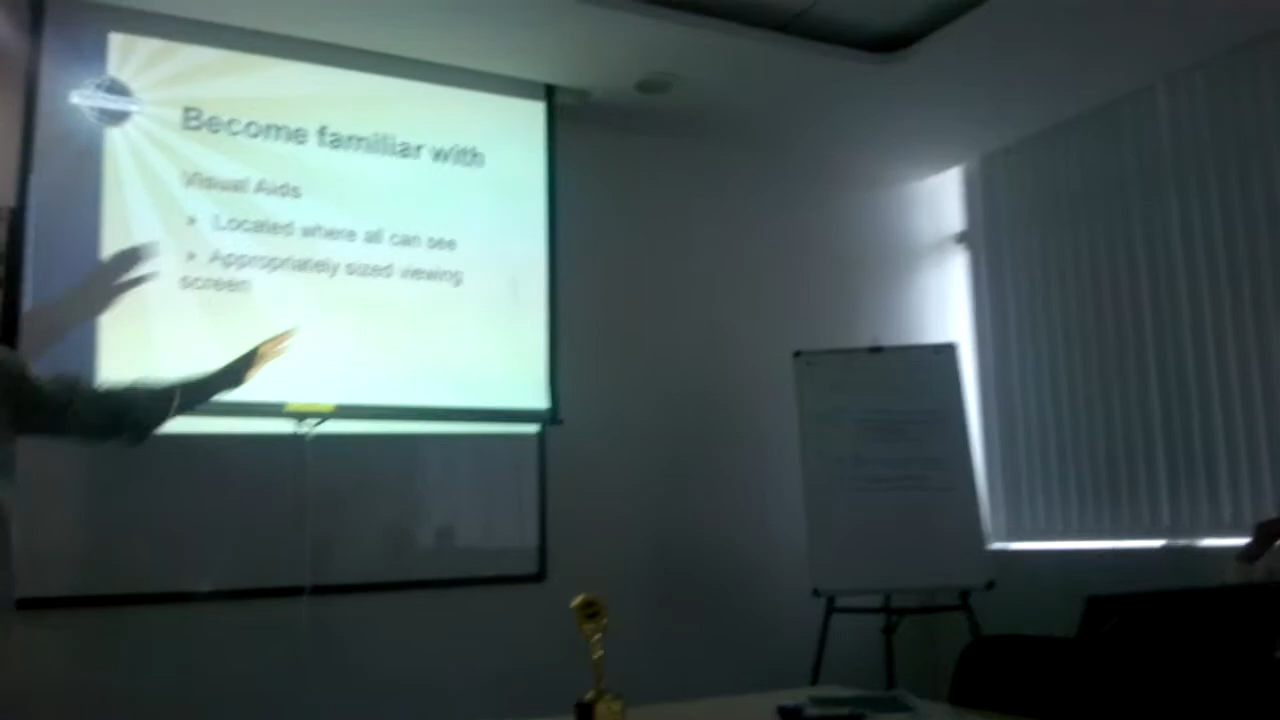 Become familiar with
Visual Aids
• Located where all can see
• Appropriately sized viewing
screen